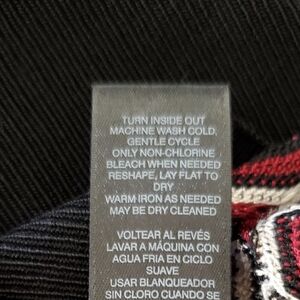 TURN INSIDE OUT
MACHINE WASH COLD,
GENTLE CYCLE
ONLY NON-CHLORINE
BLEACH WHEN NEEDED
RESHAPE, LAY FLAT TO
DRY
WARM IRON AS NEEDED
MAY BE DRY CLEANED
VOLTEAR AL REVÉS
LAVAR A MÁQUINA CON
AGUA FRIA EN CICLO
SUAVE
USAR BLANQUEADOR
SIN CLORO CUANDO SE